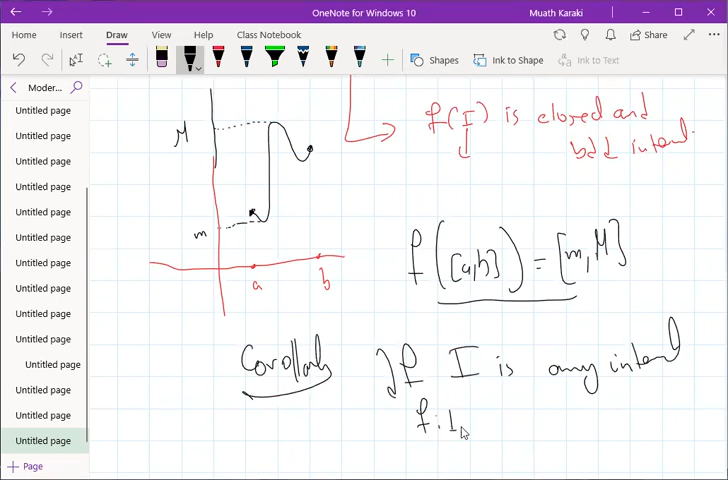 OneNote for Windows 10
Muath Karaki
Home
Insert
Draw
View
Help
Class Notebook
Share
Shapes
Ink to Shape
Ink to Text
Moder...
Untitled page
Untitled page
Untitled page
Untitled page
Untitled page
Untitled page
Untitled page
Untitled page
Untitled page
Untitled page
Untitled page
Untitled page
Untitled page
Untitled page
+ Page
M
m
a
b
f(I) is closed and
bdd interval.
f([a,b]) = [m, M]
Corollary If I is any interval
f: I